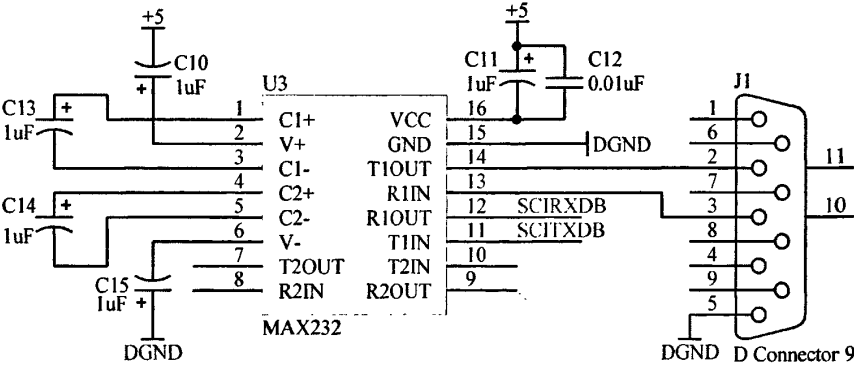 +5
+5
C10
1uF
+
C11
1uF
+
C12
0.01uF
U3
J1
C13
1uF
+
1
C1+
VCC
16
1
2
V+
GND
15
DGND
6
3
C1-
T1OUT
14
2
11
4
C2+
R1IN
13
7
C14
1uF
+
5
C2-
R1OUT
12
SCIRXDB
3
10
6
V-
T1IN
11
SCITXDB
8
7
T2OUT
T2IN
10
4
C15
1uF
+
8
R2IN
R2OUT
9
9
5
MAX232
DGND
DGND
D Connector 9